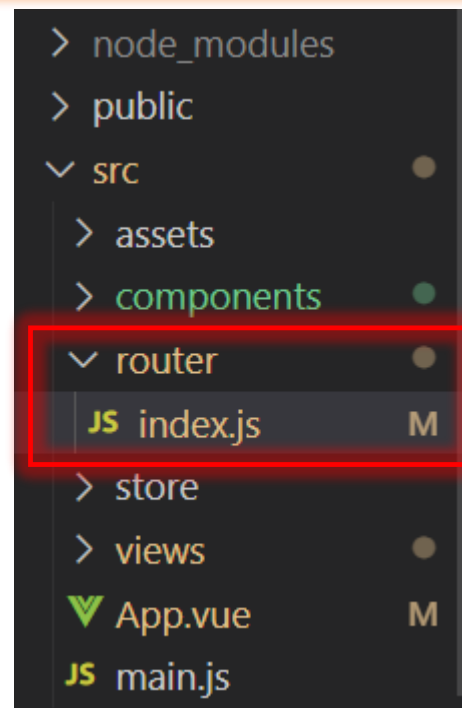 node_modules
public
src
assets
components
router
JS index.js M
store
views
App.vue M
JS main.js